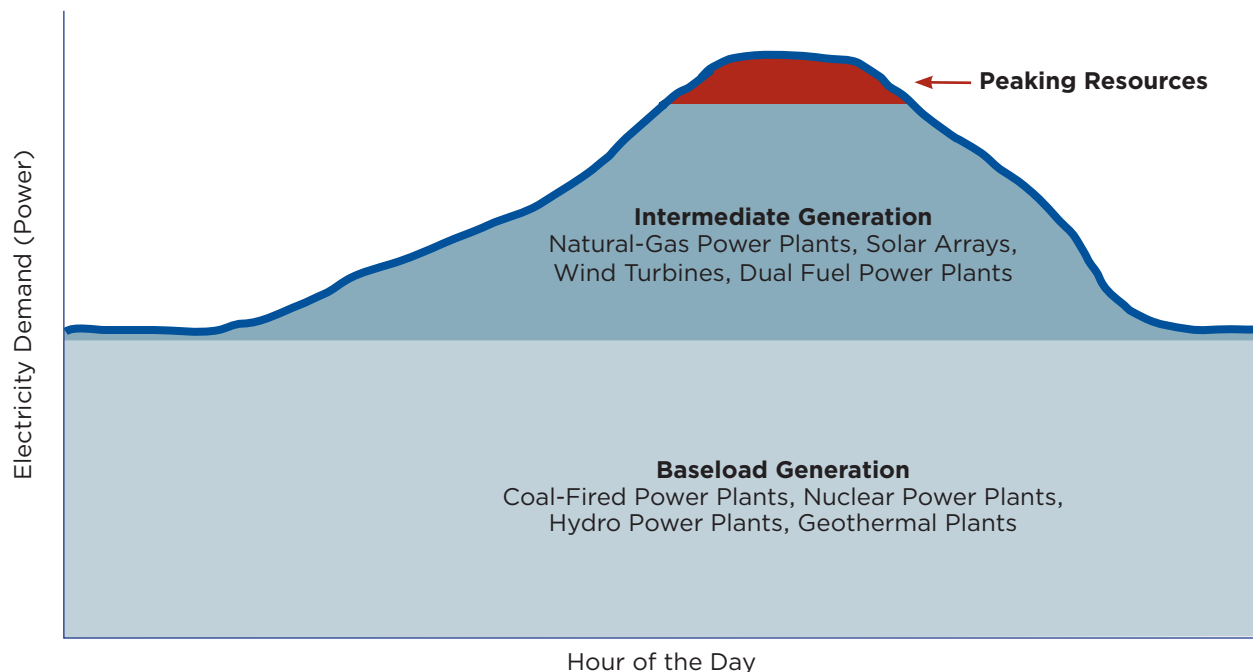 Peaking Resources
Electricity Demand (Power)
Intermediate Generation
Natural-Gas Power Plants, Solar Arrays,
Wind Turbines, Dual Fuel Power Plants
Baseload Generation
Coal-Fired Power Plants, Nuclear Power Plants,
Hydro Power Plants, Geothermal Plants
Hour of the Day